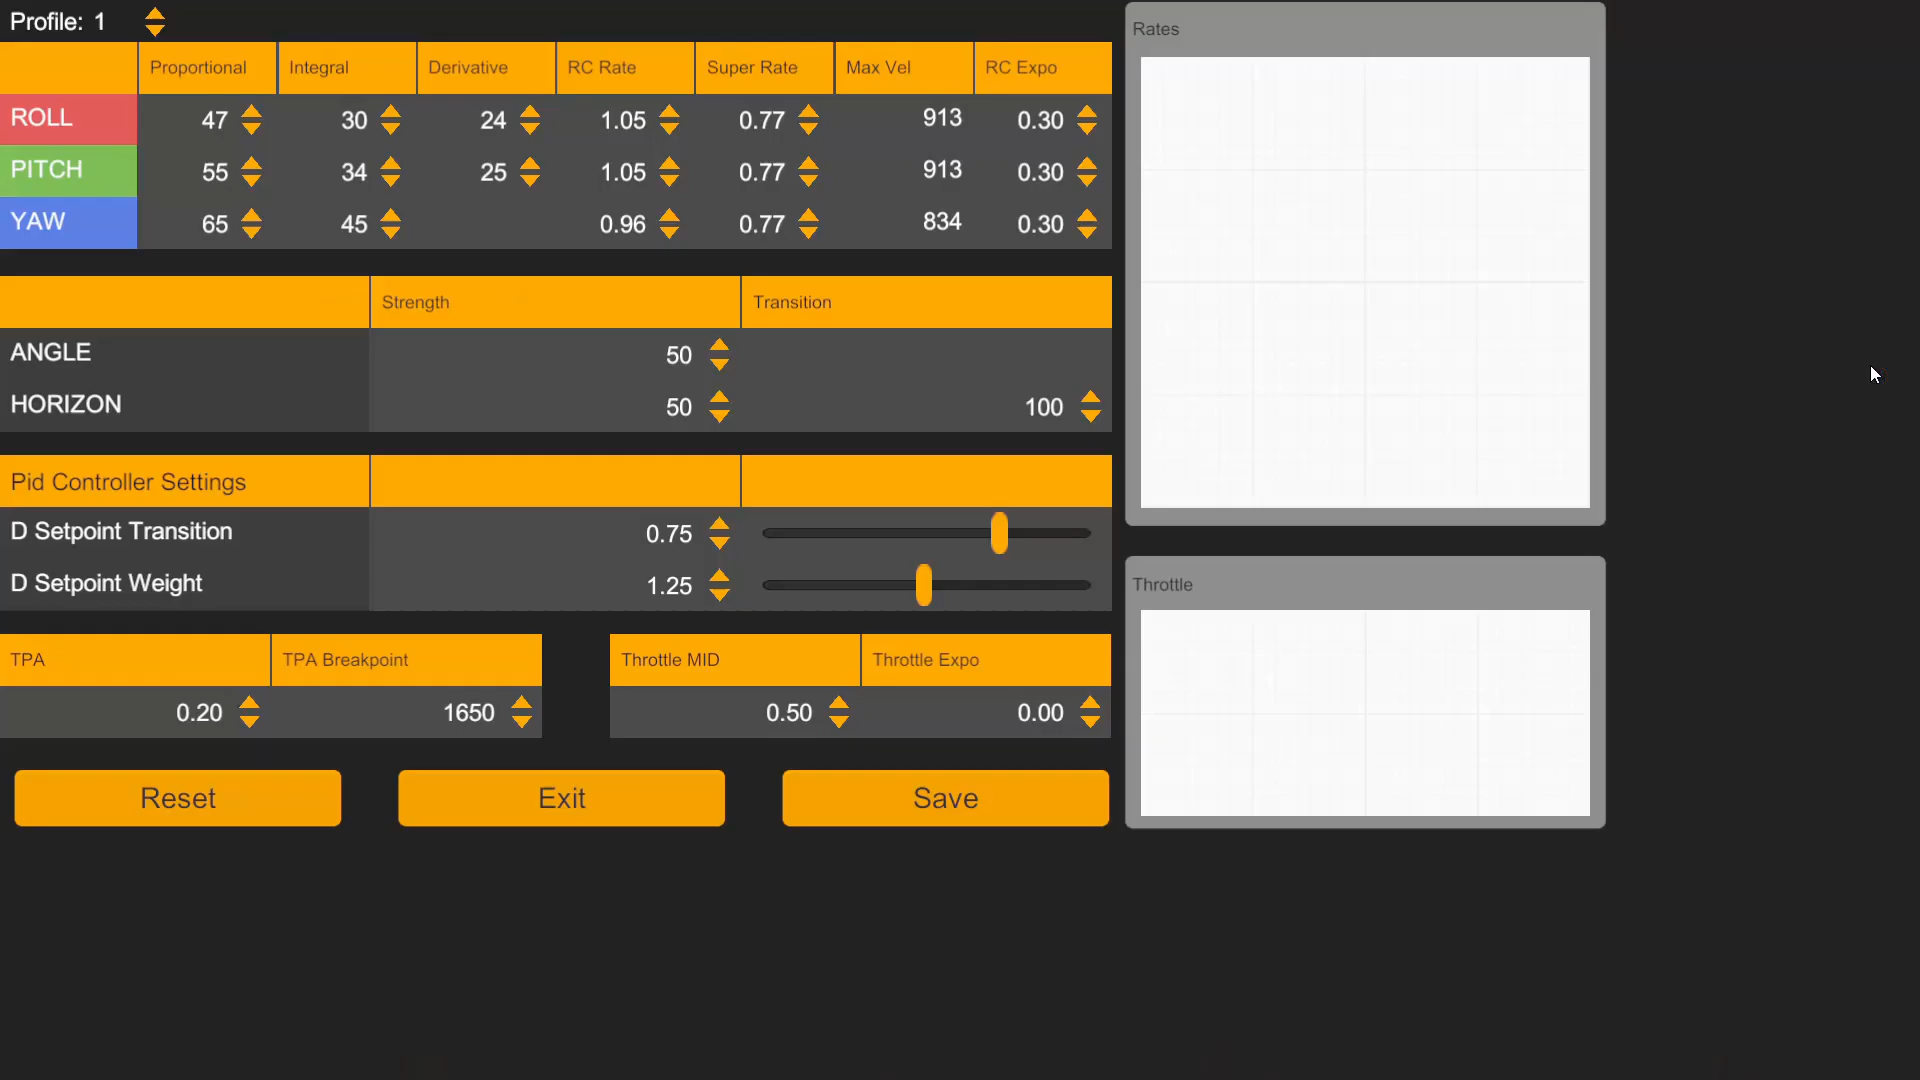 Profile: 1
Proportional Integral Derivative RC Rate Super Rate Max Vel RC Expo
ROLL 47 30 24 1.05 0.77 913 0.30
PITCH 55 34 25 1.05 0.77 913 0.30
YAW 65 45 0.96 0.77 834 0.30
Strength Transition
ANGLE 50
HORIZON 50 100
Pid Controller Settings
D Setpoint Transition 0.75
D Setpoint Weight 1.25
TPA TPA Breakpoint Throttle MID Throttle Expo
0.20 1650 0.50 0.00
Reset Exit Save
Rates
Throttle